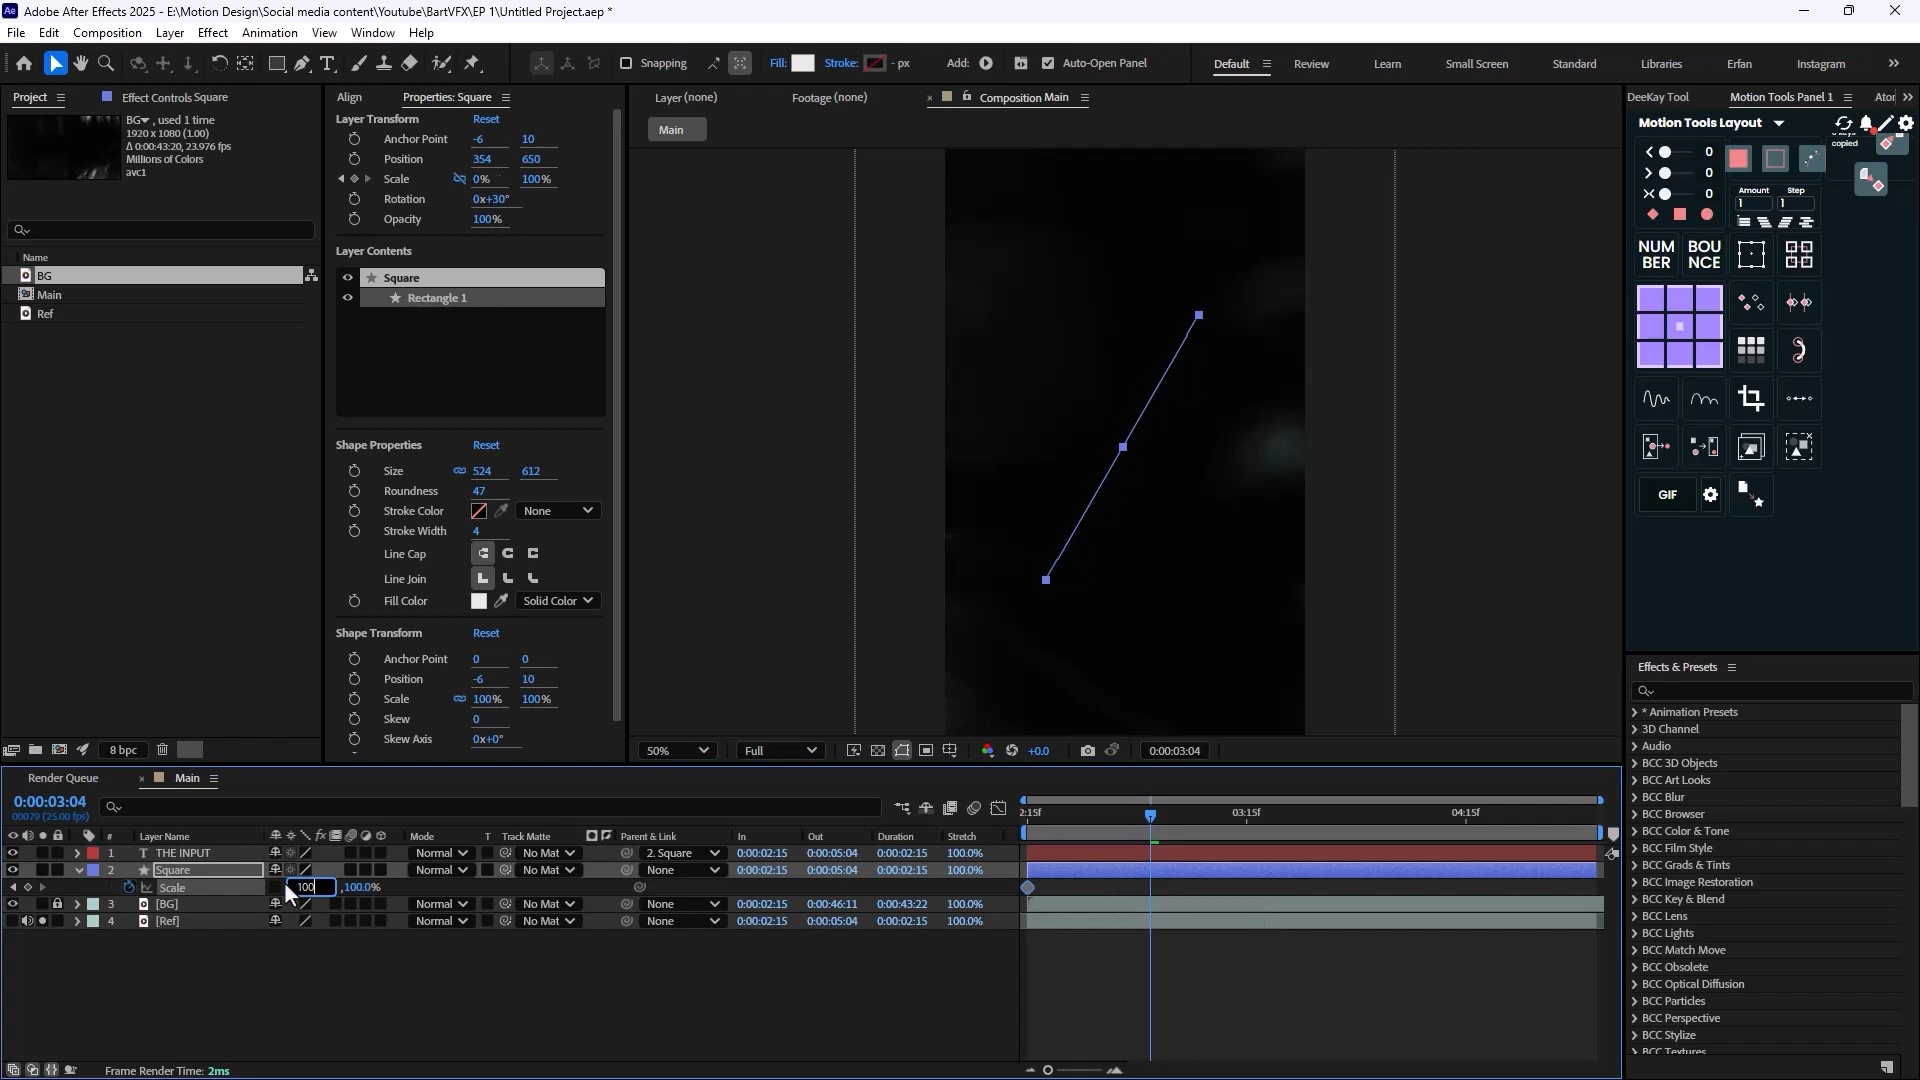 Adobe After Effects 2025 - E:\Motion Design\Social media content\Youtube\BartVFX\EP 1\Untitled Project.aep *
File Edit Composition Layer Effect Animation View Window Help
Snapping Fill: Stroke: - px Add: Auto-Open Panel Default Review Learn Small Screen Standard Libraries Erfan Instagram
Project Effect Controls Square
BG , used 1 time
1920 x 1080 (1.00)
Δ 0:00:43:20, 23.976 fps
Millions of Colors
avc1
Name
BG
Main
Ref
8 bpc
Align Properties: Square
Layer Transform Reset
Anchor Point -6 10
Position 354 650
Scale 0% 100%
Rotation 0x+30°
Opacity 100%
Layer Contents
Square
Rectangle 1
Shape Properties Reset
Size 524 612
Roundness 47
Stroke Color None
Stroke Width 4
Line Cap
Line Join
Fill Color Solid Color
Shape Transform Reset
Anchor Point 0 0
Position -6 10
Scale 100% 100%
Skew 0
Skew Axis 0x+0°
Layer (none) Footage (none) Composition Main
Main
50% Full +0.0 0:00:03:04
DeeKay Tool Motion Tools Panel 1
Motion Tools Layout
copied
0
0
0
Amount Step
1 1
NUM
BER
BOU
NCE
GIF
Effects & Presets
* Animation Presets
3D Channel
Audio
BCC 3D Objects
BCC Art Looks
BCC Blur
BCC Browser
BCC Color & Tone
BCC Film Style
BCC Grads & Tints
BCC Image Restoration
BCC Key & Blend
BCC Lens
BCC Lights
BCC Match Move
BCC Obsolete
BCC Optical Diffusion
BCC Particles
BCC Perspective
BCC Stylize
BCC Textures
Render Queue Main
0:00:03:04
00079 (25.00 fps)
2:15f 03:15f 04:15f
# Layer Name Mode T Track Matte Parent & Link In Out Duration Stretch
1 T THE INPUT Normal No Mat 2. Square 0:00:02:15 0:00:05:04 0:00:02:15 100.0%
2 Square Normal No Mat None 0:00:02:15 0:00:05:04 0:00:02:15 100.0%
Scale 100 ,100.0%
3 [BG] Normal No Mat None 0:00:02:15 0:00:46:11 0:00:43:22 100.0%
4 [Ref] Normal No Mat None 0:00:02:15 0:00:05:04 0:00:02:15 100.0%
Frame Render Time: 2ms